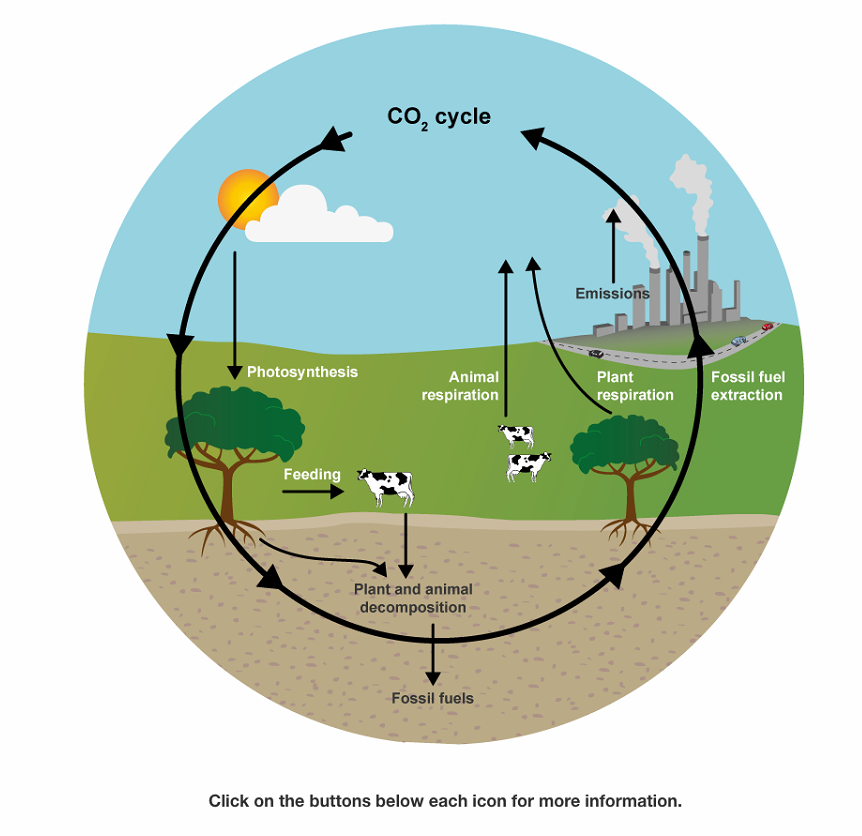 CO₂ cycle
Emissions
Photosynthesis
Animal
respiration
Plant
respiration
Fossil fuel
extraction
Feeding
Plant and animal
decomposition
Fossil fuels
Click on the buttons below each icon for more information.